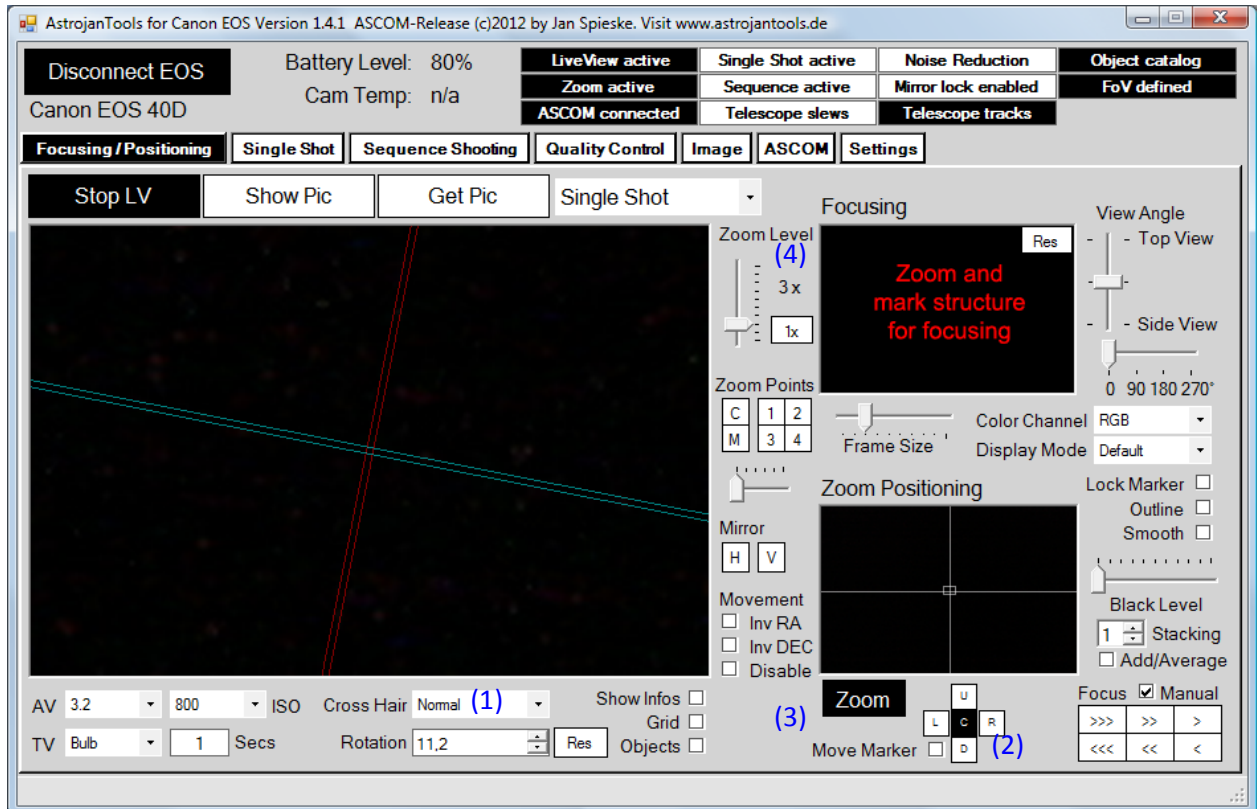 AstrojanTools for Canon EOS Version 1.4.1 ASCOM-Release (c)2012 by Jan Spieske. Visit www.astrojantools.de
Disconnect EOS
Canon EOS 40D
Battery Level: 80%
Cam Temp: n/a
LiveView active Single Shot active Noise Reduction Object catalog
Zoom active Sequence active Mirror lock enabled FoV defined
ASCOM connected Telescope slews Telescope tracks
Focusing / Positioning Single Shot Sequence Shooting Quality Control Image ASCOM Settings
Stop LV Show Pic Get Pic Single Shot
Zoom Level
(4)
3 x
1x
Zoom Points
C 1 2
M 3 4
Mirror
H V
Movement
Inv RA
Inv DEC
Disable
Focusing
Res
Zoom and
mark structure
for focusing
View Angle
Top View
Side View
0 90 180 270°
Frame Size
Color Channel RGB
Display Mode Default
Zoom Positioning
Lock Marker
Outline
Smooth
Black Level
1 Stacking
Add/Average
AV 3.2 800 ISO Cross Hair Normal (1)
TV Bulb 1 Secs Rotation 11,2 Res
Show Infos
Grid
Objects
(3)
Zoom
U
L C R
D
(2)
Move Marker
Focus Manual
>>> >> >
<<< << <